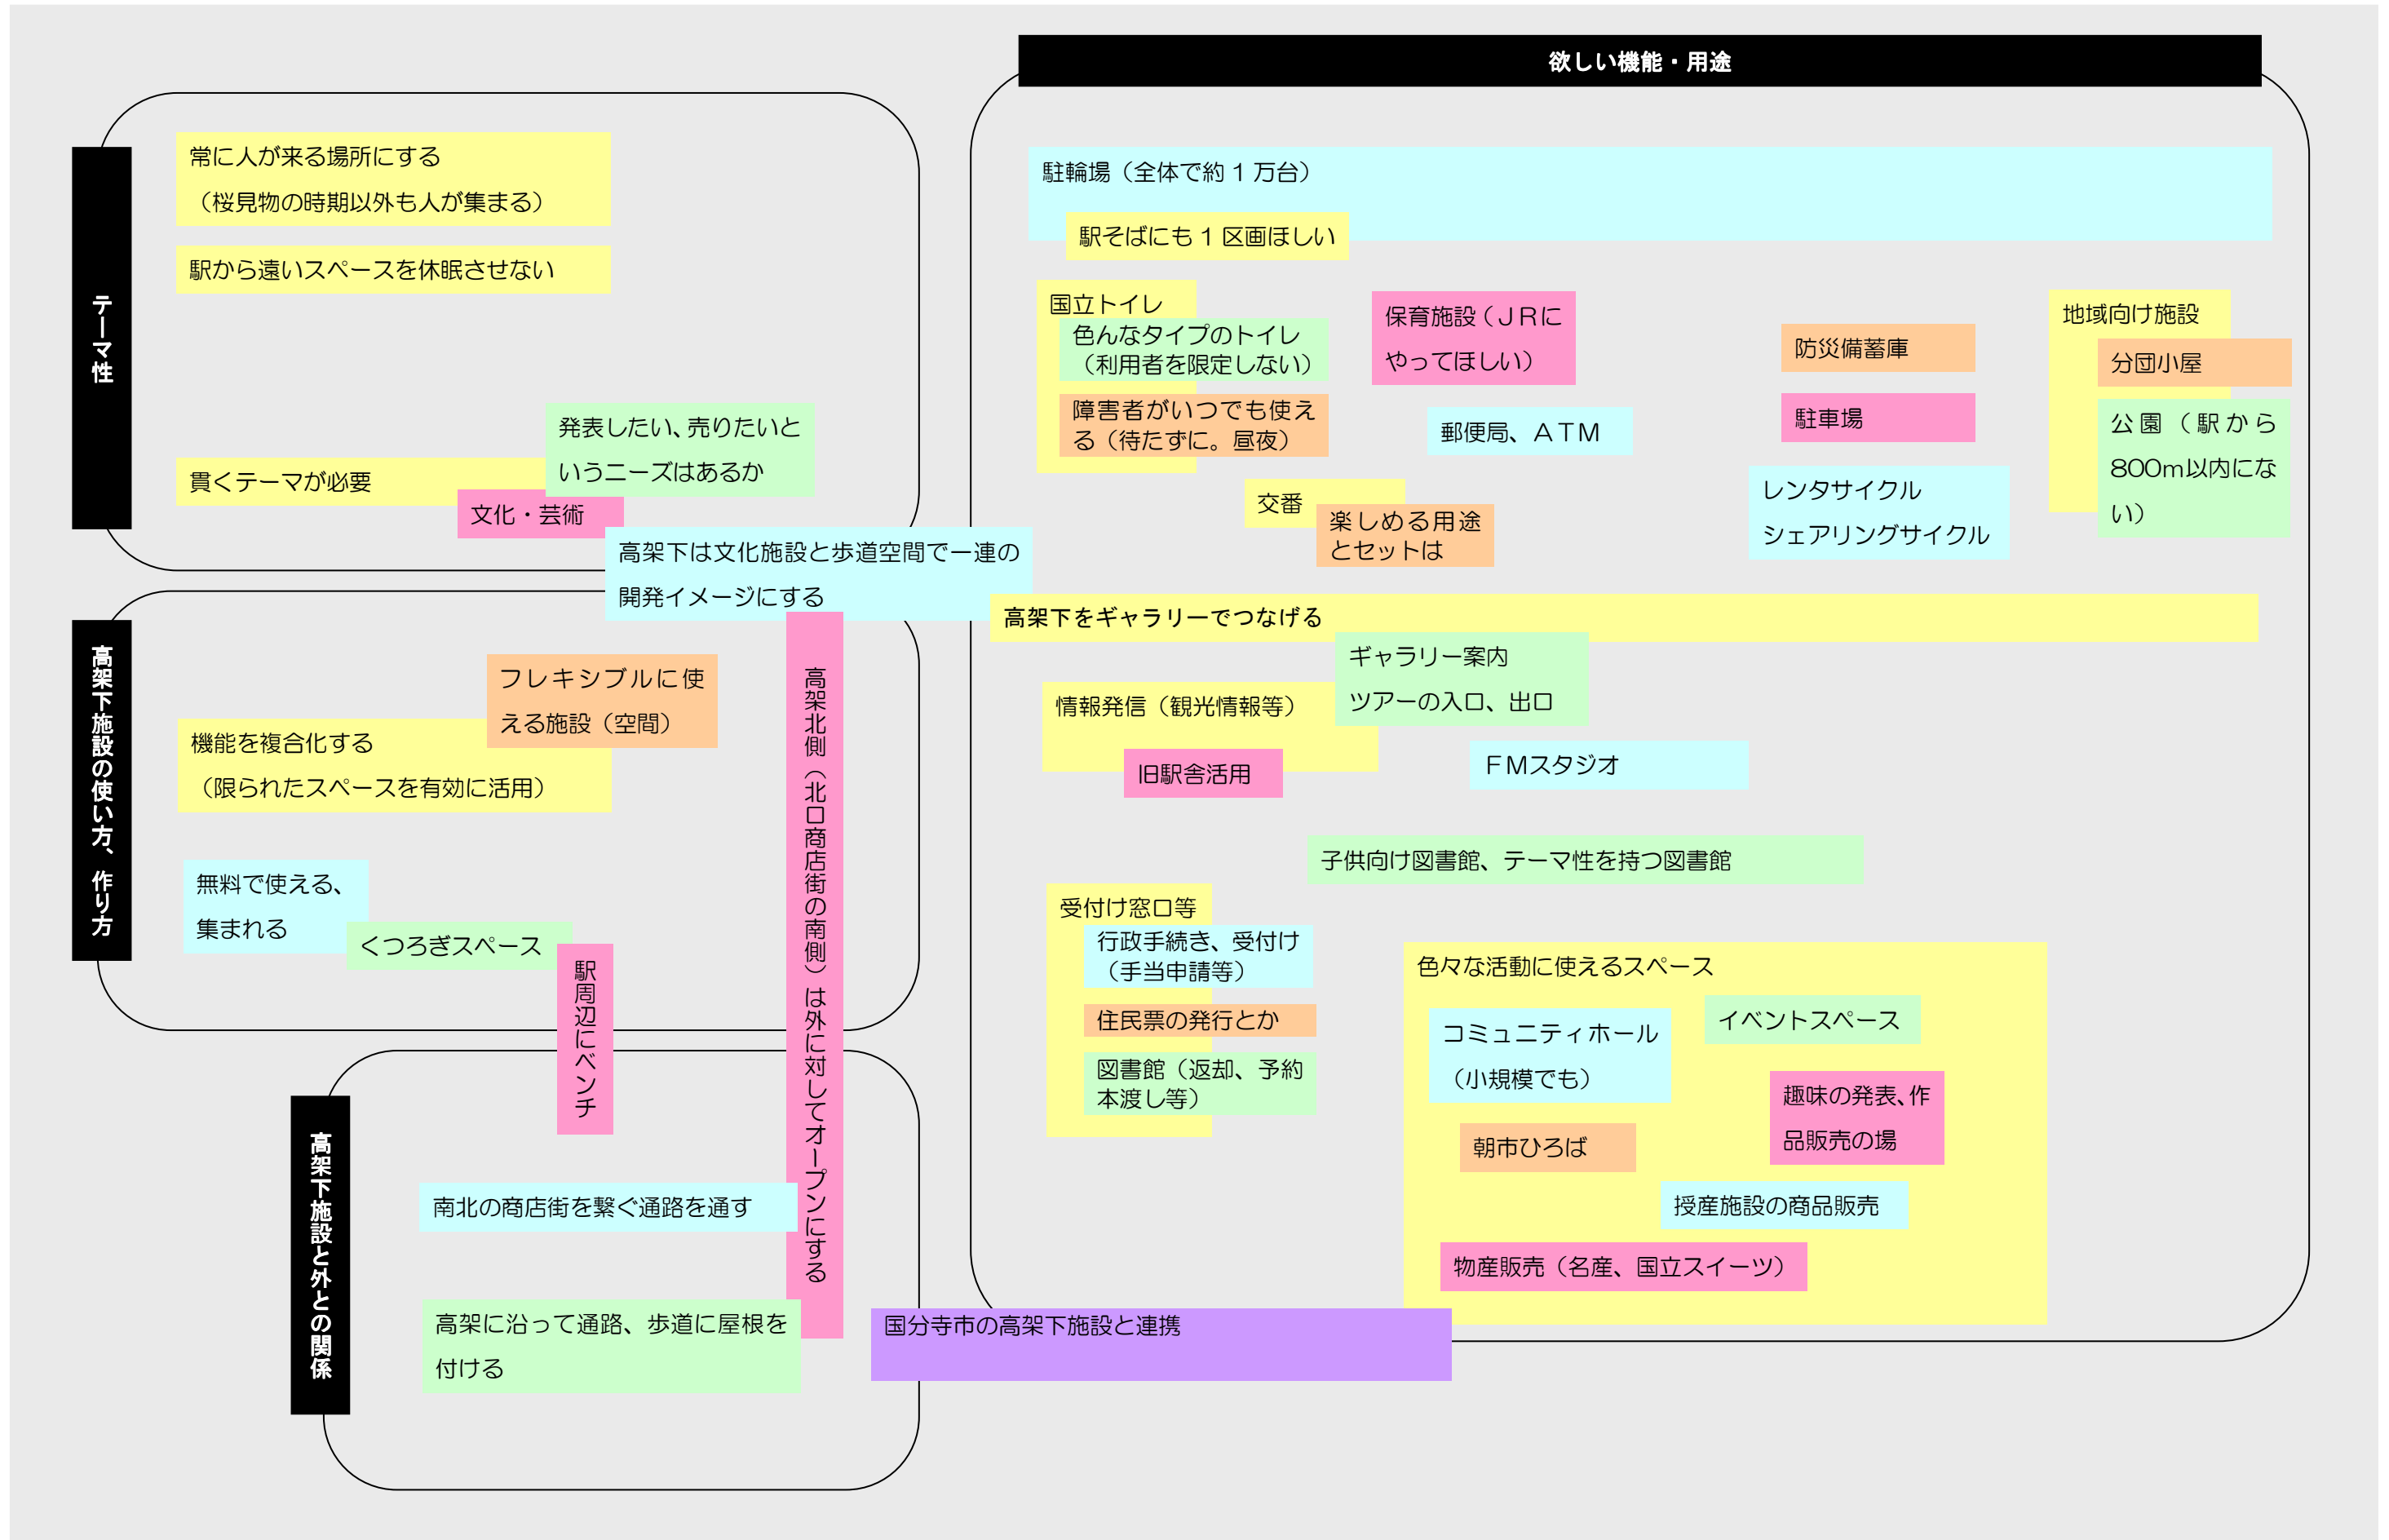 テーマ性
常に人が来る場所にする
（桜見物の時期以外も人が集まる）
駅から遠いスペースを休眠させない
発表したい、売りたいと
いうニーズはあるか
貫くテーマが必要
文化・芸術
高架下は文化施設と歩道空間で一連の
開発イメージにする
高架下施設の使い方、作り方
フレキシブルに使
える施設（空間）
機能を複合化する
（限られたスペースを有効に活用）
無料で使える、
集まれる
くつろぎスペース
駅周辺にベンチ
高架北側（北口商店街の南側）は外に対してオープンにする
高架下施設と外との関係
南北の商店街を繋ぐ通路を通す
高架に沿って通路、歩道に屋根を
付ける
国分寺市の高架下施設と連携
欲しい機能・用途
駐輪場（全体で約１万台）
駅そばにも１区画ほしい
国立トイレ
色んなタイプのトイレ
（利用者を限定しない）
障害者がいつでも使え
る（待たずに。昼夜）
保育施設（ＪＲに
やってほしい）
郵便局、ＡＴＭ
交番
楽しめる用途
とセットは
防災備蓄庫
駐車場
レンタサイクル
シェアリングサイクル
地域向け施設
分団小屋
公園（駅から
800m以内にな
い）
高架下をギャラリーでつなげる
ギャラリー案内
ツアーの入口、出口
情報発信（観光情報等）
旧駅舎活用
ＦＭスタジオ
子供向け図書館、テーマ性を持つ図書館
受付け窓口等
行政手続き、受付け
（手当申請等）
住民票の発行とか
図書館（返却、予約
本渡し等）
色々な活動に使えるスペース
コミュニティホール
（小規模でも）
イベントスペース
趣味の発表、作
品販売の場
朝市ひろば
授産施設の商品販売
物産販売（名産、国立スイーツ）